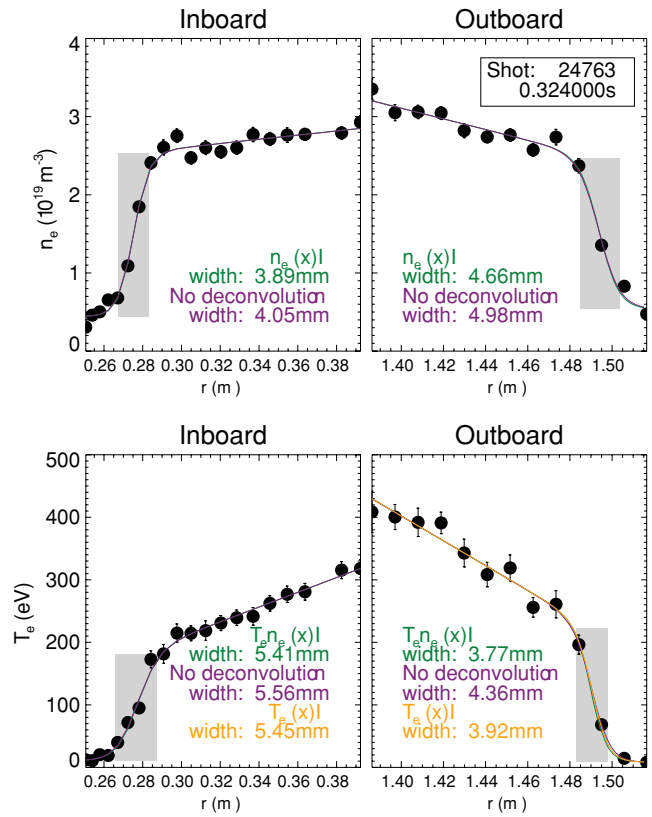 Inboard
Outboard
4
3
2
1
0
n_e (10^19 m^-3)
Shot: 24763
0.324000s
n_e(x)I
width: 3.89mm
No deconvolution
width: 4.05mm
n_e(x)I
width: 4.66mm
No deconvolution
width: 4.98mm
0.26 0.28 0.30 0.32 0.34 0.36 0.38
1.40 1.42 1.44 1.46 1.48 1.50
r (m)
r (m)
Inboard
Outboard
500
400
300
200
100
0
T_e (eV)
T_e n_e(x)I
width: 5.41mm
No deconvolution
width: 5.56mm
T_e(x)I
width: 5.45mm
T_e n_e(x)I
width: 3.77mm
No deconvolution
width: 4.36mm
T_e(x)I
width: 3.92mm
0.26 0.28 0.30 0.32 0.34 0.36 0.38
1.40 1.42 1.44 1.46 1.48 1.50
r (m)
r (m)